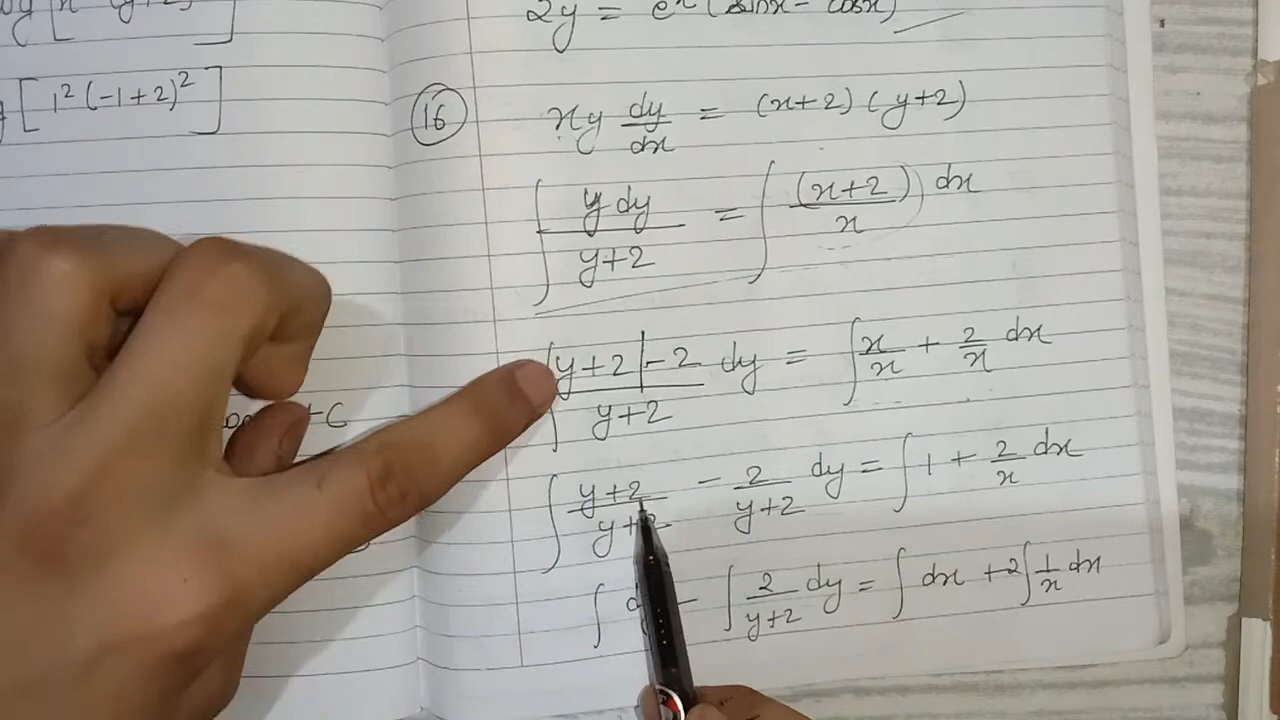 [1²(-1+2)²]
+C
2y = eˣ(sinx - cosx)
16 xy dy/dx = (x+2)(y+2)
∫ y dy/y+2 = ∫ (x+2)/x dx
∫ y+2|-2/y+2 dy = ∫ x/x + 2/x dx
∫ y+2/y+2 - 2/y+2 dy = ∫ 1 + 2/x dx
∫ - ∫ 2/y+2 dy = ∫ dx + 2∫ 1/x dx